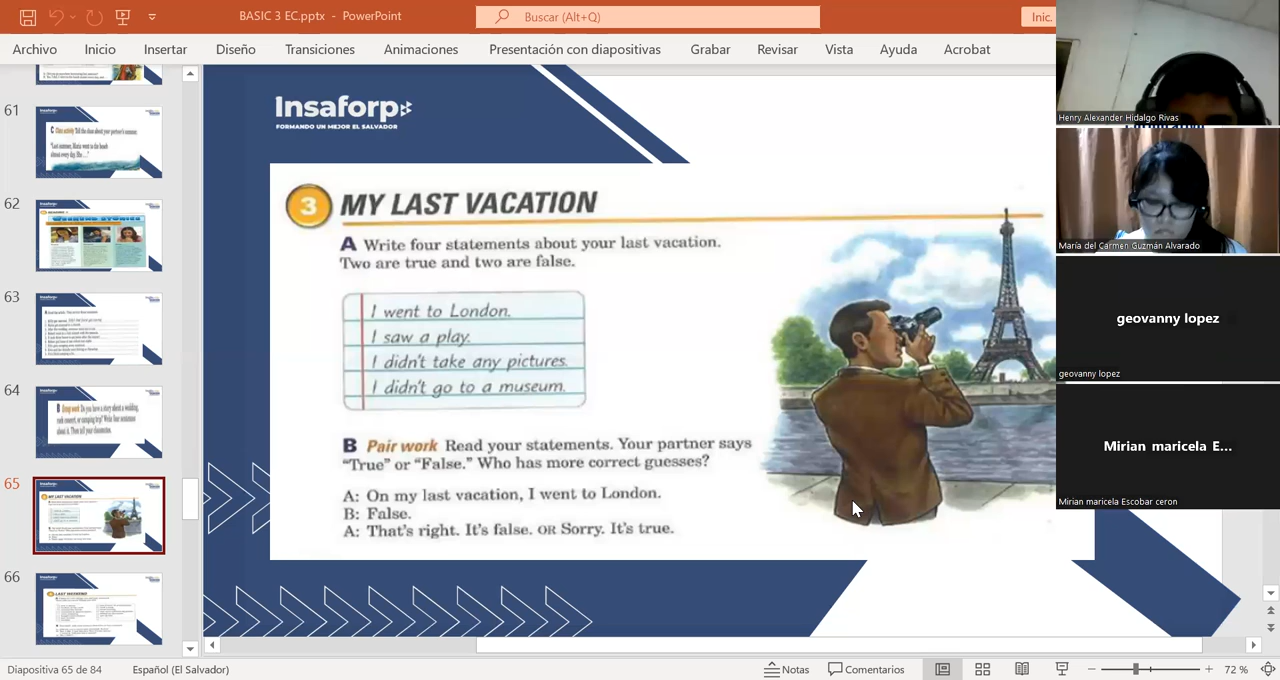 BASIC 3 EC.pptx - PowerPoint
Buscar (Alt+Q)
Inic.
Archivo Inicio Insertar Diseño Transiciones Animaciones Presentación con diapositivas Grabar Revisar Vista Ayuda Acrobat
61
62
63
64
65
66
Insaforp
FORMANDO UN MEJOR EL SALVADOR
3 MY LAST VACATION
A Write four statements about your last vacation.
Two are true and two are false.
I went to London.
I saw a play.
I didn't take any pictures.
I didn't go to a museum.
B Pair work Read your statements. Your partner says
"True" or "False." Who has more correct guesses?
A: On my last vacation, I went to London.
B: False.
A: That's right. It's false. OR Sorry. It's true.
Henry Alexander Hidalgo Rivas
María del Carmen Guzmán Alvarado
geovanny lopez
geovanny lopez
Mirian maricela E...
Mirian maricela Escobar ceron
Diapositiva 65 de 84 Español (El Salvador) Notas Comentarios 72 %